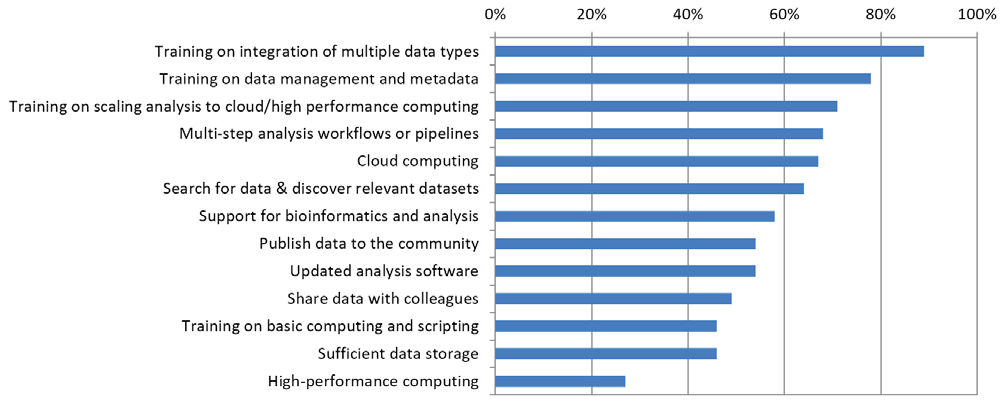 0% 20% 40% 60% 80% 100%
Training on integration of multiple data types
Training on data management and metadata
Training on scaling analysis to cloud/high performance computing
Multi-step analysis workflows or pipelines
Cloud computing
Search for data & discover relevant datasets
Support for bioinformatics and analysis
Publish data to the community
Updated analysis software
Share data with colleagues
Training on basic computing and scripting
Sufficient data storage
High-performance computing